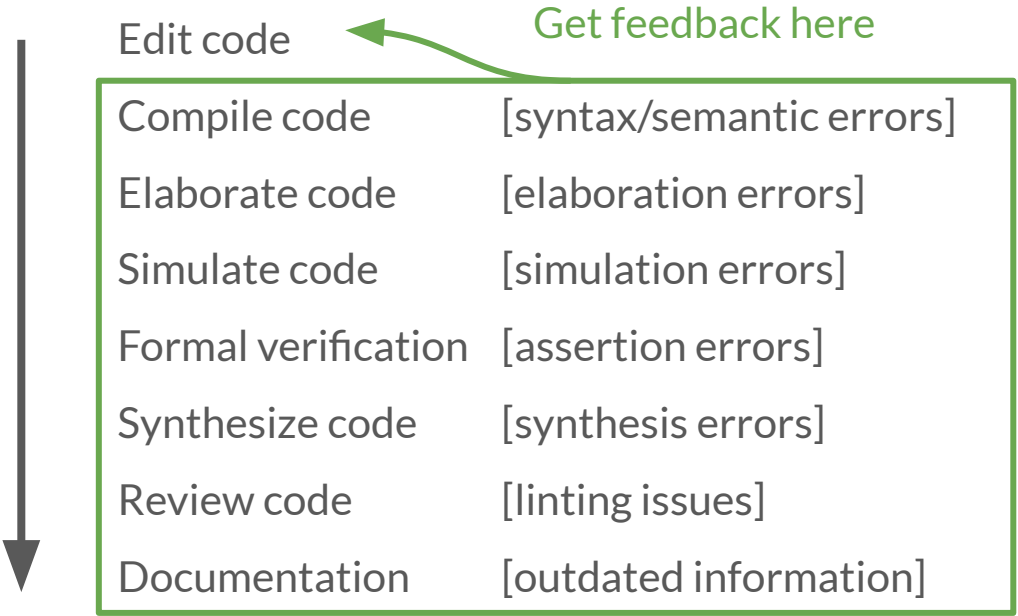 Get feedback here
Edit code
Compile code [syntax/semantic errors]
Elaborate code [elaboration errors]
Simulate code [simulation errors]
Formal verification [assertion errors]
Synthesize code [synthesis errors]
Review code [linting issues]
Documentation [outdated information]